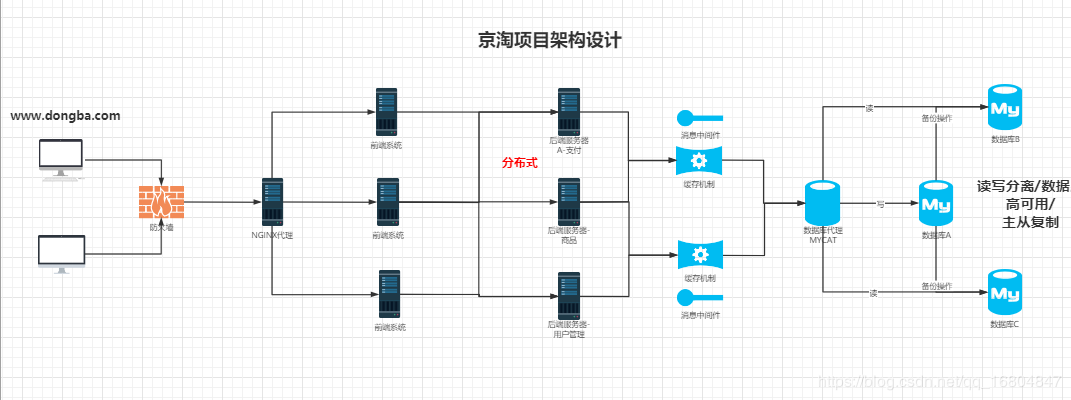 京淘项目架构设计
www.dongba.com
防火墙
NGINX代理
前端系统
前端系统
前端系统
分布式
后端服务器
A-支付
后端服务器-
商品
后端服务器-
用户管理
消息中间件
缓存机制
缓存机制
消息中间件
数据库代理
MYCAT
读
写
读
备份操作
备份操作
My
数据库B
My
数据库A
My
数据库C
读写分离/数据
高可用/
主从复制
https://blog.csdn.net/qq_16804847